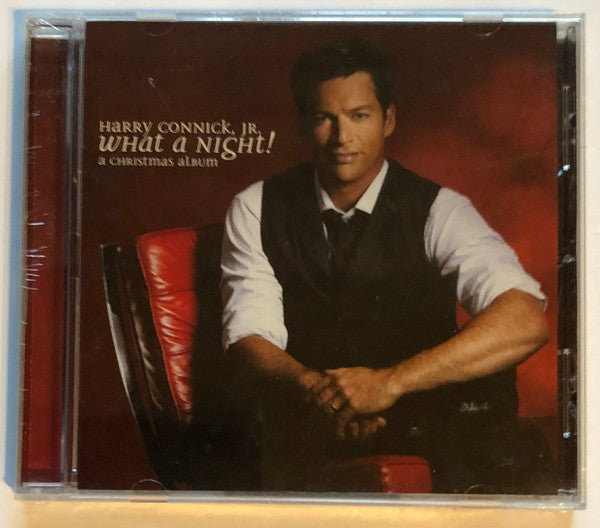 HARRY CONNICK, JR.
WHAT A NIGHT!
A CHRISTMAS ALBUM